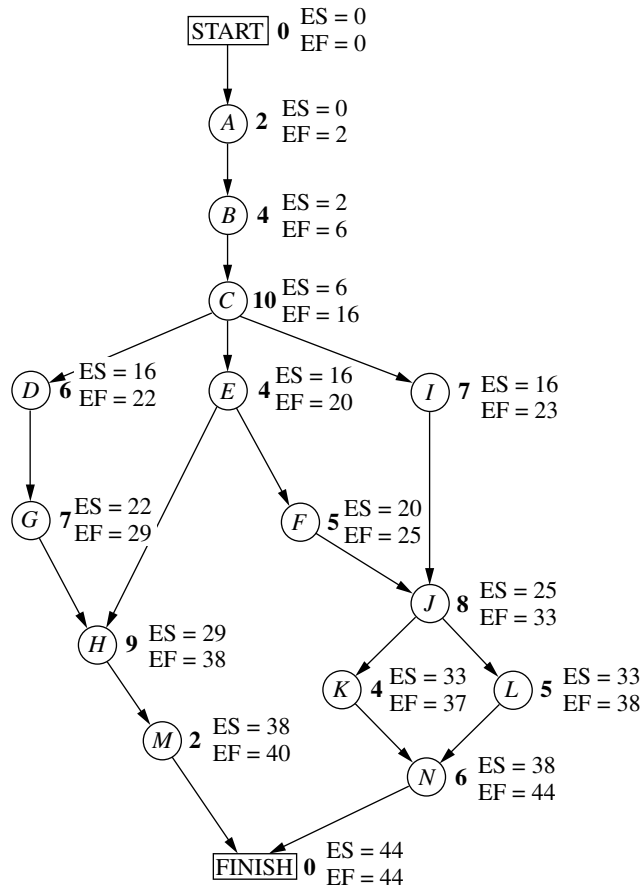 START 0 ES = 0
EF = 0
A 2 ES = 0
EF = 2
B 4 ES = 2
EF = 6
C 10 ES = 6
EF = 16
D 6 ES = 16
EF = 22
E 4 ES = 16
EF = 20
I 7 ES = 16
EF = 23
G 7 ES = 22
EF = 29
F 5 ES = 20
EF = 25
J 8 ES = 25
EF = 33
H 9 ES = 29
EF = 38
K 4 ES = 33
EF = 37
L 5 ES = 33
EF = 38
M 2 ES = 38
EF = 40
N 6 ES = 38
EF = 44
FINISH 0 ES = 44
EF = 44